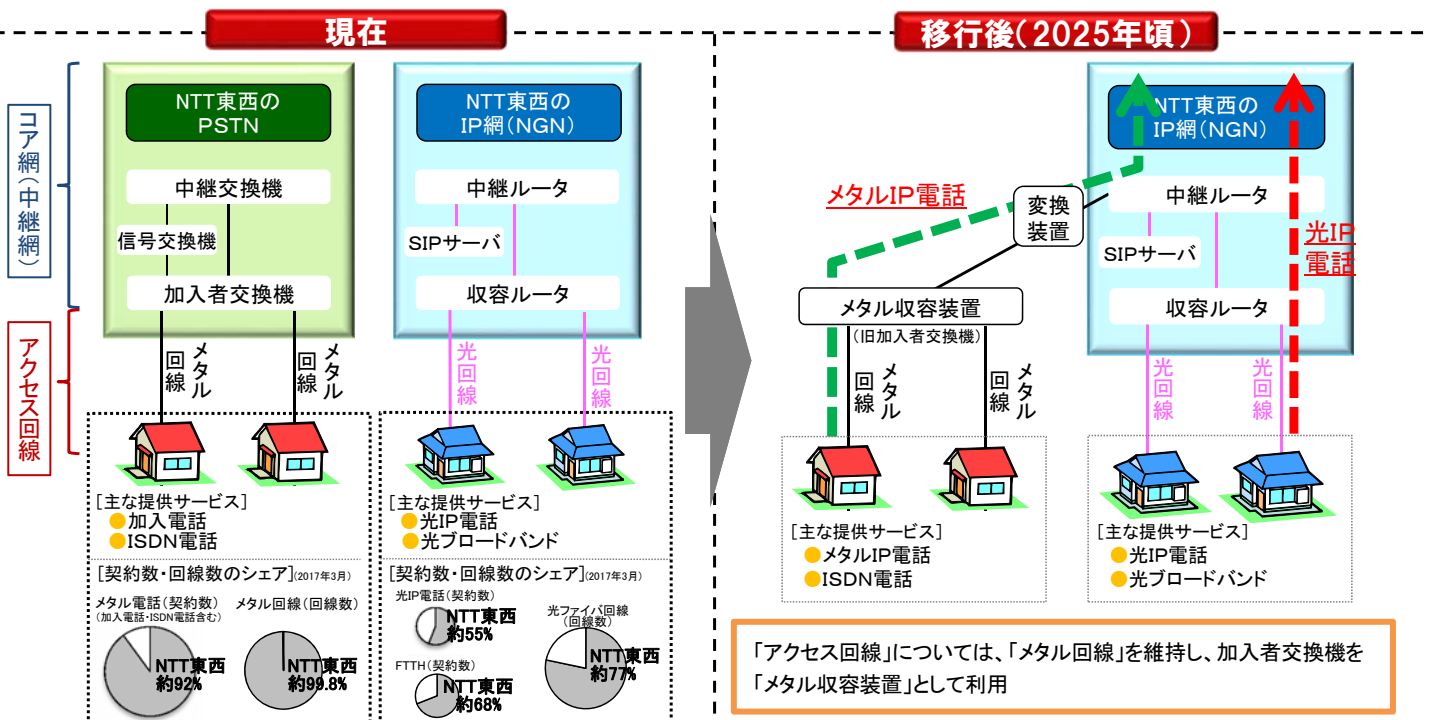 現在
コア網(中継網)
アクセス回線
NTT東西の
PSTN
中継交換機
信号交換機
加入者交換機
メタル
回線
メタル
回線
[主な提供サービス]
●加入電話
●ISDN電話
[契約数・回線数のシェア](2017年3月)
メタル電話(契約数)
(加入電話・ISDN電話含む)
NTT東西
約92%
メタル回線(回線数)
NTT東西
約99.8%
NTT東西の
IP網(NGN)
中継ルータ
SIPサーバ
収容ルータ
光回線
光回線
[主な提供サービス]
●光IP電話
●光ブロードバンド
[契約数・回線数のシェア](2017年3月)
光IP電話(契約数)
NTT東西
約55%
FTTH(契約数)
NTT東西
約68%
光ファイバ回線
(回線数)
NTT東西
約77%
移行後(2025年頃)
メタルIP電話
変換
装置
メタル収容装置
(旧加入者交換機)
メタル
回線
メタル
回線
[主な提供サービス]
●メタルIP電話
●ISDN電話
NTT東西の
IP網(NGN)
中継ルータ
SIPサーバ
収容ルータ
光IP
電話
光回線
光回線
[主な提供サービス]
●光IP電話
●光ブロードバンド
「アクセス回線」については、「メタル回線」を維持し、加入者交換機を
「メタル収容装置」として利用